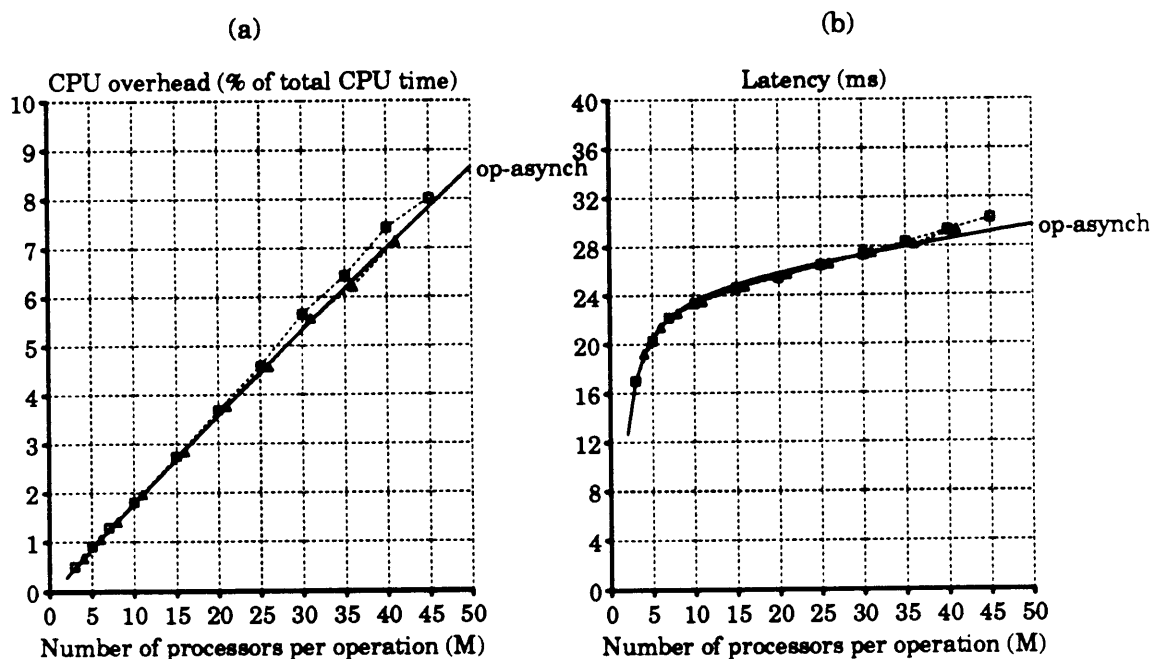 (a)
CPU overhead (% of total CPU time)
10
9
8
7
6
5
4
3
2
1
0
op-asynch
5 10 15 20 25 30 35 40 45 50
Number of processors per operation (M)
(b)
Latency (ms)
40
36
32
28
24
20
16
12
8
4
0
op-asynch
0 5 10 15 20 25 30 35 40 45 50
Number of processors per operation (M)